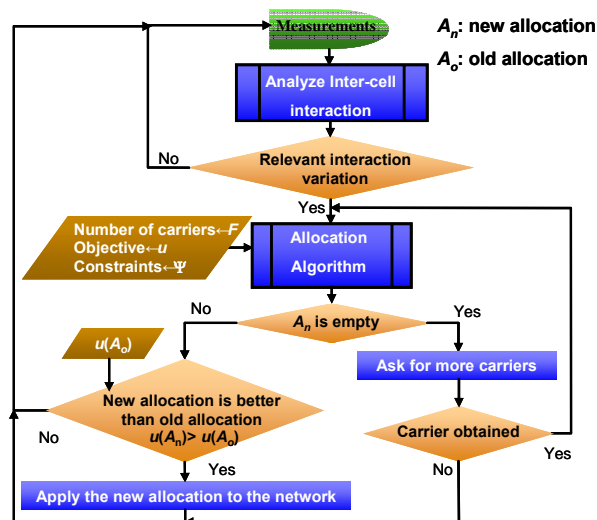 Measurements
Aₙ: new allocation
Aₒ: old allocation
Analyze Inter-cell
interaction
No
Relevant interaction
variation
Yes
Number of carriers←F
Objective←u
Constraints←Ψ
Allocation
Algorithm
No
Aₙ is empty
Yes
u(Aₒ)
Ask for more carriers
New allocation is better
than old allocation
u(Aₙ)> u(Aₒ)
No
Carrier obtained
Yes
Yes
No
Apply the new allocation to the network